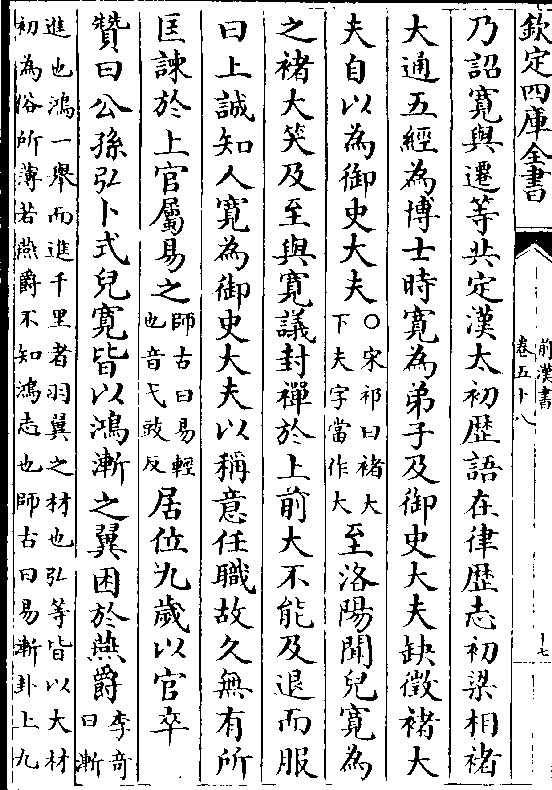 欽定四庫全書
前漢書
卷五十八
十七
乃詔寛與遷等共定漢太初歴語在律歴志初梁相褚
大通五經為博士時寛為弟子及御史大夫缺徴褚大
夫自以為御史大夫
○宋祁曰褚大
下夫字當作大
至洛陽聞兒寛為
之褚大笑及至與寛議封禪於上前大不能及退而服
曰上誠知人寛為御史大夫以稱意任職故久無有所
匡諫於上官屬易之
師古曰易輕
也音弋豉反
居位九歲以官卒
贊曰公孫弘卜式兒寛皆以鴻漸之翼困於燕爵
李竒
曰漸
進也鴻一舉而進千里者羽翼之材也弘等皆以大材
初為俗所薄若燕爵不知鴻志也師古曰易漸卦上九